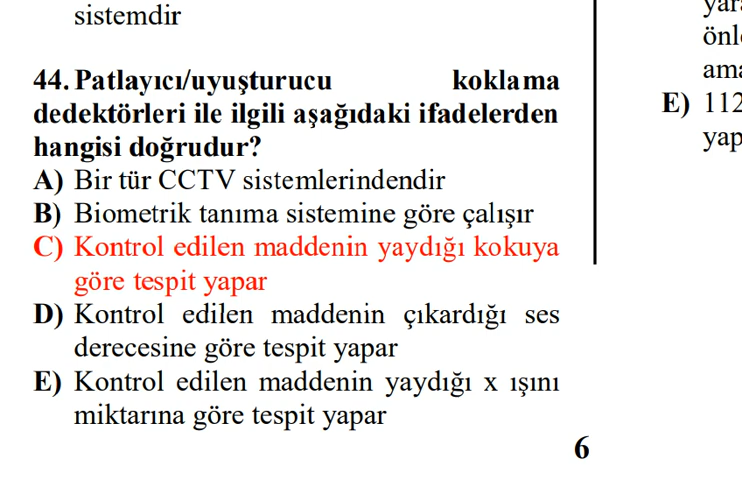 sistemdir
44. Patlayıcı/uyuşturucu koklama
dedektörleri ile ilgili aşağıdaki ifadelerden
hangisi doğrudur?
A) Bir tür CCTV sistemlerindendir
B) Biometrik tanıma sistemine göre çalışır
C) Kontrol edilen maddenin yaydığı kokuya
göre tespit yapar
D) Kontrol edilen maddenin çıkardığı ses
derecesine göre tespit yapar
E) Kontrol edilen maddenin yaydığı x ışını
miktarına göre tespit yapar
6
E) 112